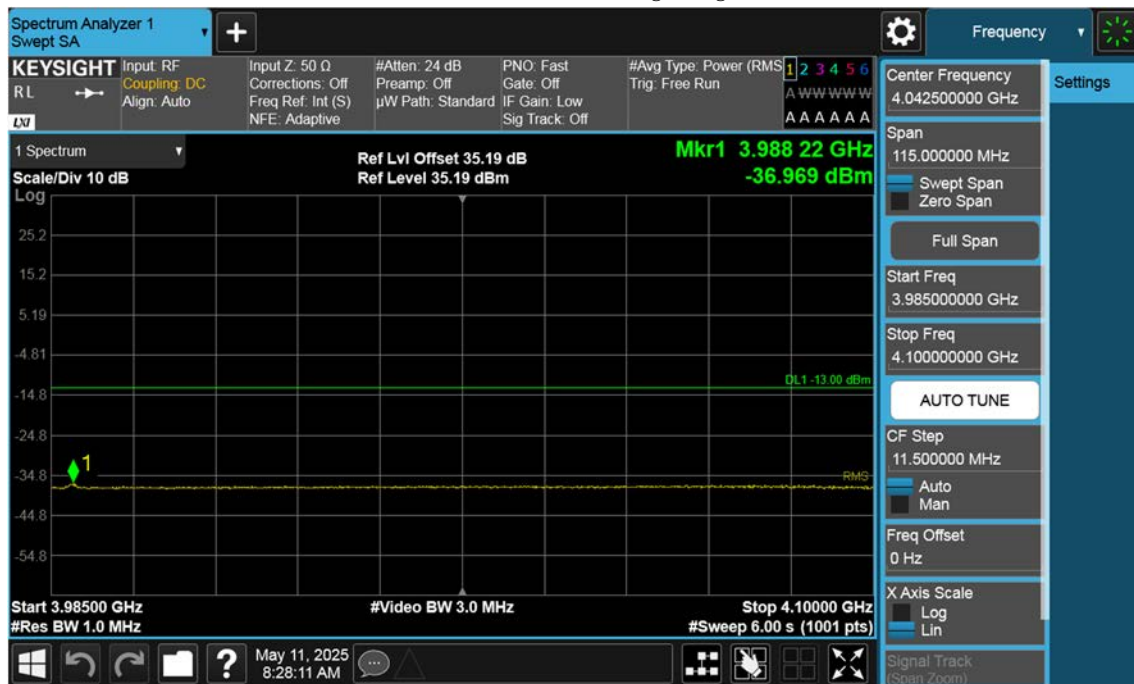 Spectrum Analyzer 1
Swept SA
+
Frequency
KEYSIGHT
RL
LXI
Input: RF
Coupling: DC
Align: Auto
Input Z: 50 Ω
Corrections: Off
Freq Ref: Int (S)
NFE: Adaptive
#Atten: 24 dB
Preamp: Off
µW Path: Standard
PNO: Fast
Gate: Off
IF Gain: Low
Sig Track: Off
#Avg Type: Power (RMS
Trig: Free Run
1 2 3 4 5 6
A W W W W W
A A A A A A
1 Spectrum
Scale/Div 10 dB
Ref Lvl Offset 35.19 dB
Ref Level 35.19 dBm
Mkr1 3.988 22 GHz
-36.969 dBm
Log
25.2
15.2
5.19
-4.81
DL1 -13.00 dBm
-14.8
-24.8
1
-34.8
RMS
-44.8
-54.8
Start 3.98500 GHz
#Res BW 1.0 MHz
#Video BW 3.0 MHz
Stop 4.10000 GHz
#Sweep 6.00 s (1001 pts)
?
May 11, 2025
8:28:11 AM
Center Frequency
4.042500000 GHz
Settings
Span
115.000000 MHz
Swept Span
Zero Span
Full Span
Start Freq
3.985000000 GHz
Stop Freq
4.100000000 GHz
AUTO TUNE
CF Step
11.500000 MHz
Auto
Man
Freq Offset
0 Hz
X Axis Scale
Log
Lin
Signal Track
(Span Zoom)